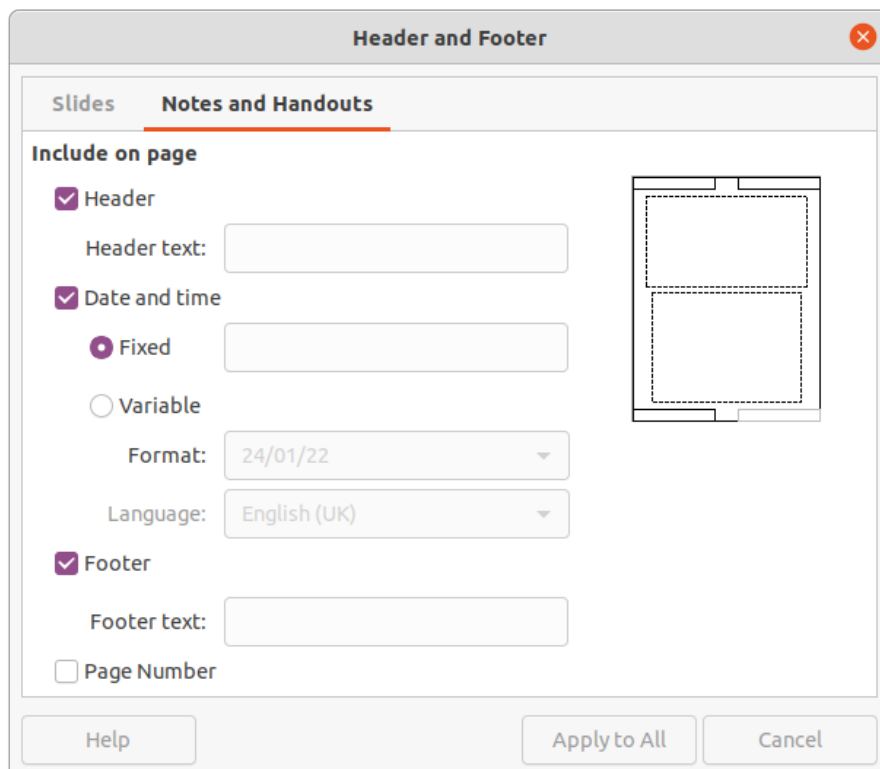 Header and Footer
Slides Notes and Handouts
Include on page
Header
Header text:
Date and time
Fixed
Variable
Format: 24/01/22
Language: English (UK)
Footer
Footer text:
Page Number
Help Apply to All Cancel